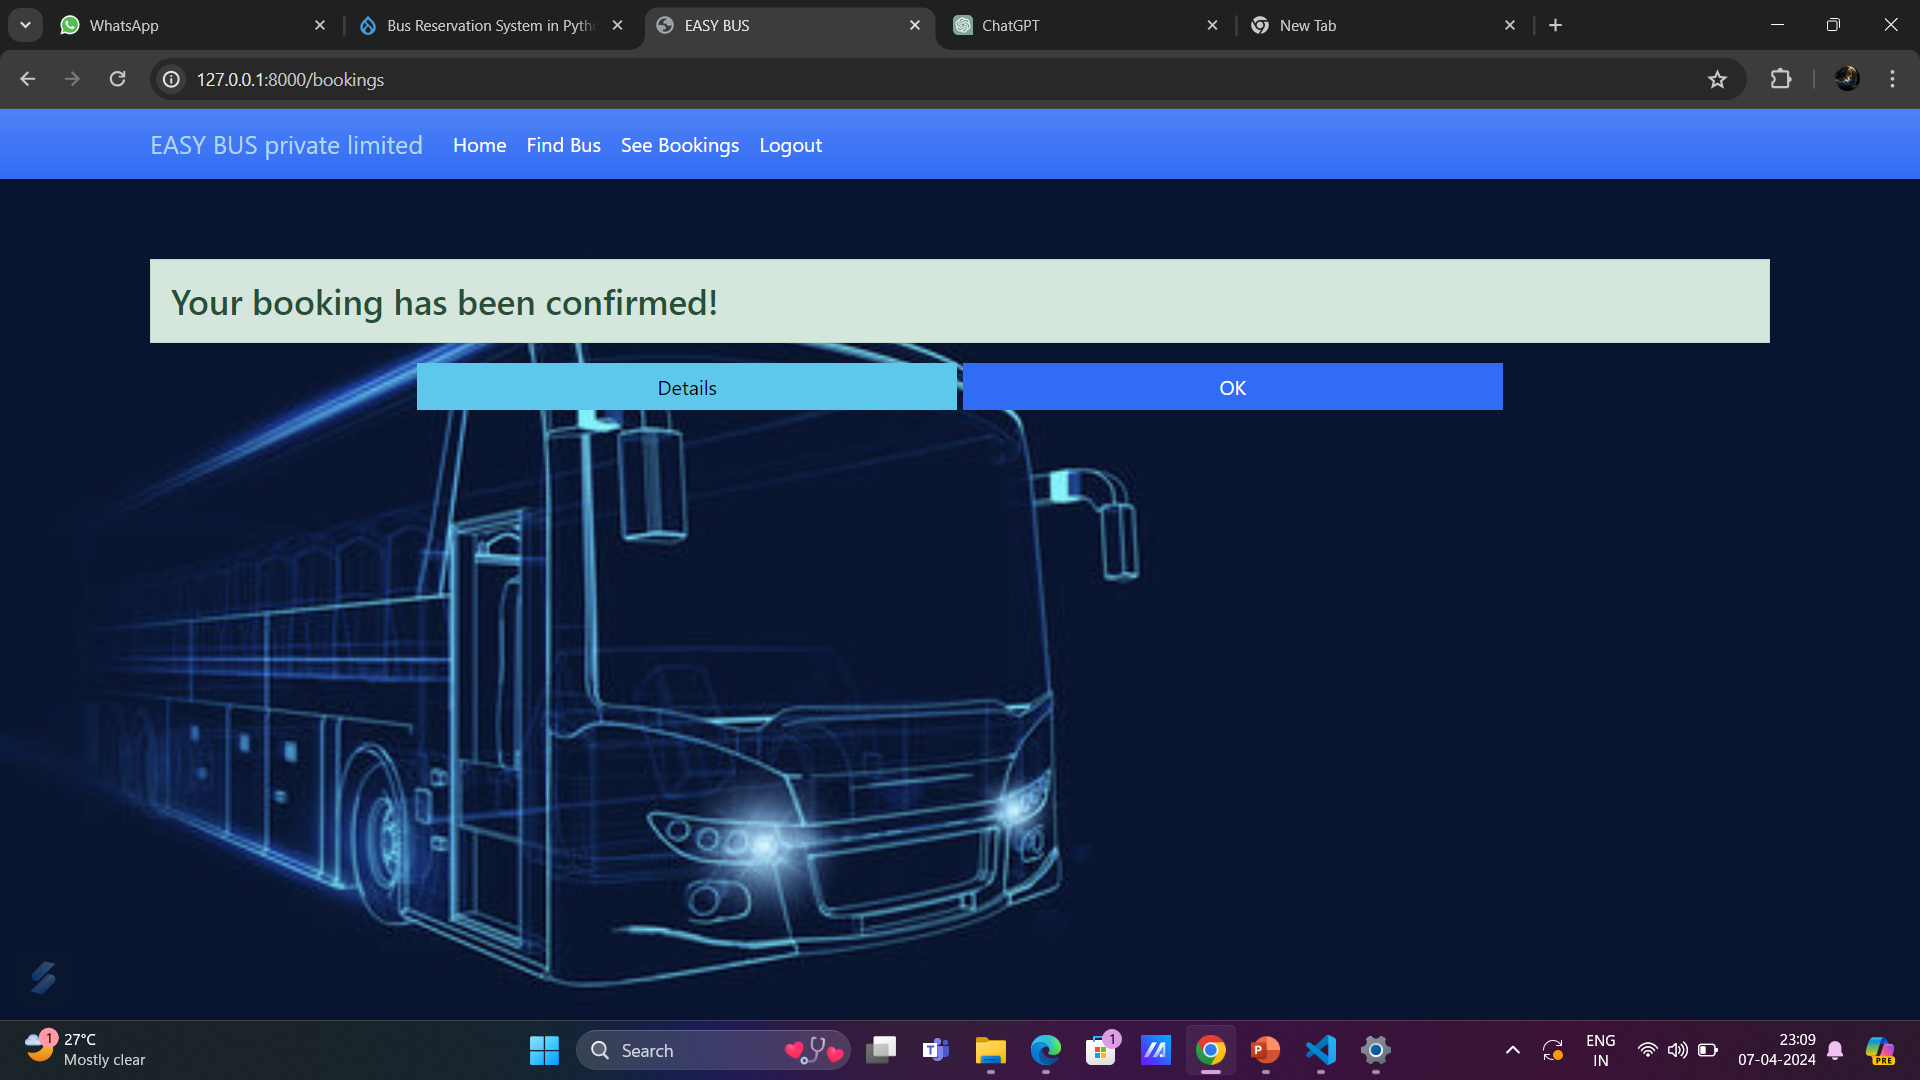 WhatsApp
Bus Reservation System in Pyth
EASY BUS
ChatGPT
New Tab
127.0.0.1:8000/bookings
EASY BUS private limited
Home
Find Bus
See Bookings
Logout
Your booking has been confirmed!
Details
OK
1
27°C
Mostly clear
Search
T
1
P
ENG
IN
23:09
07-04-2024
PRE